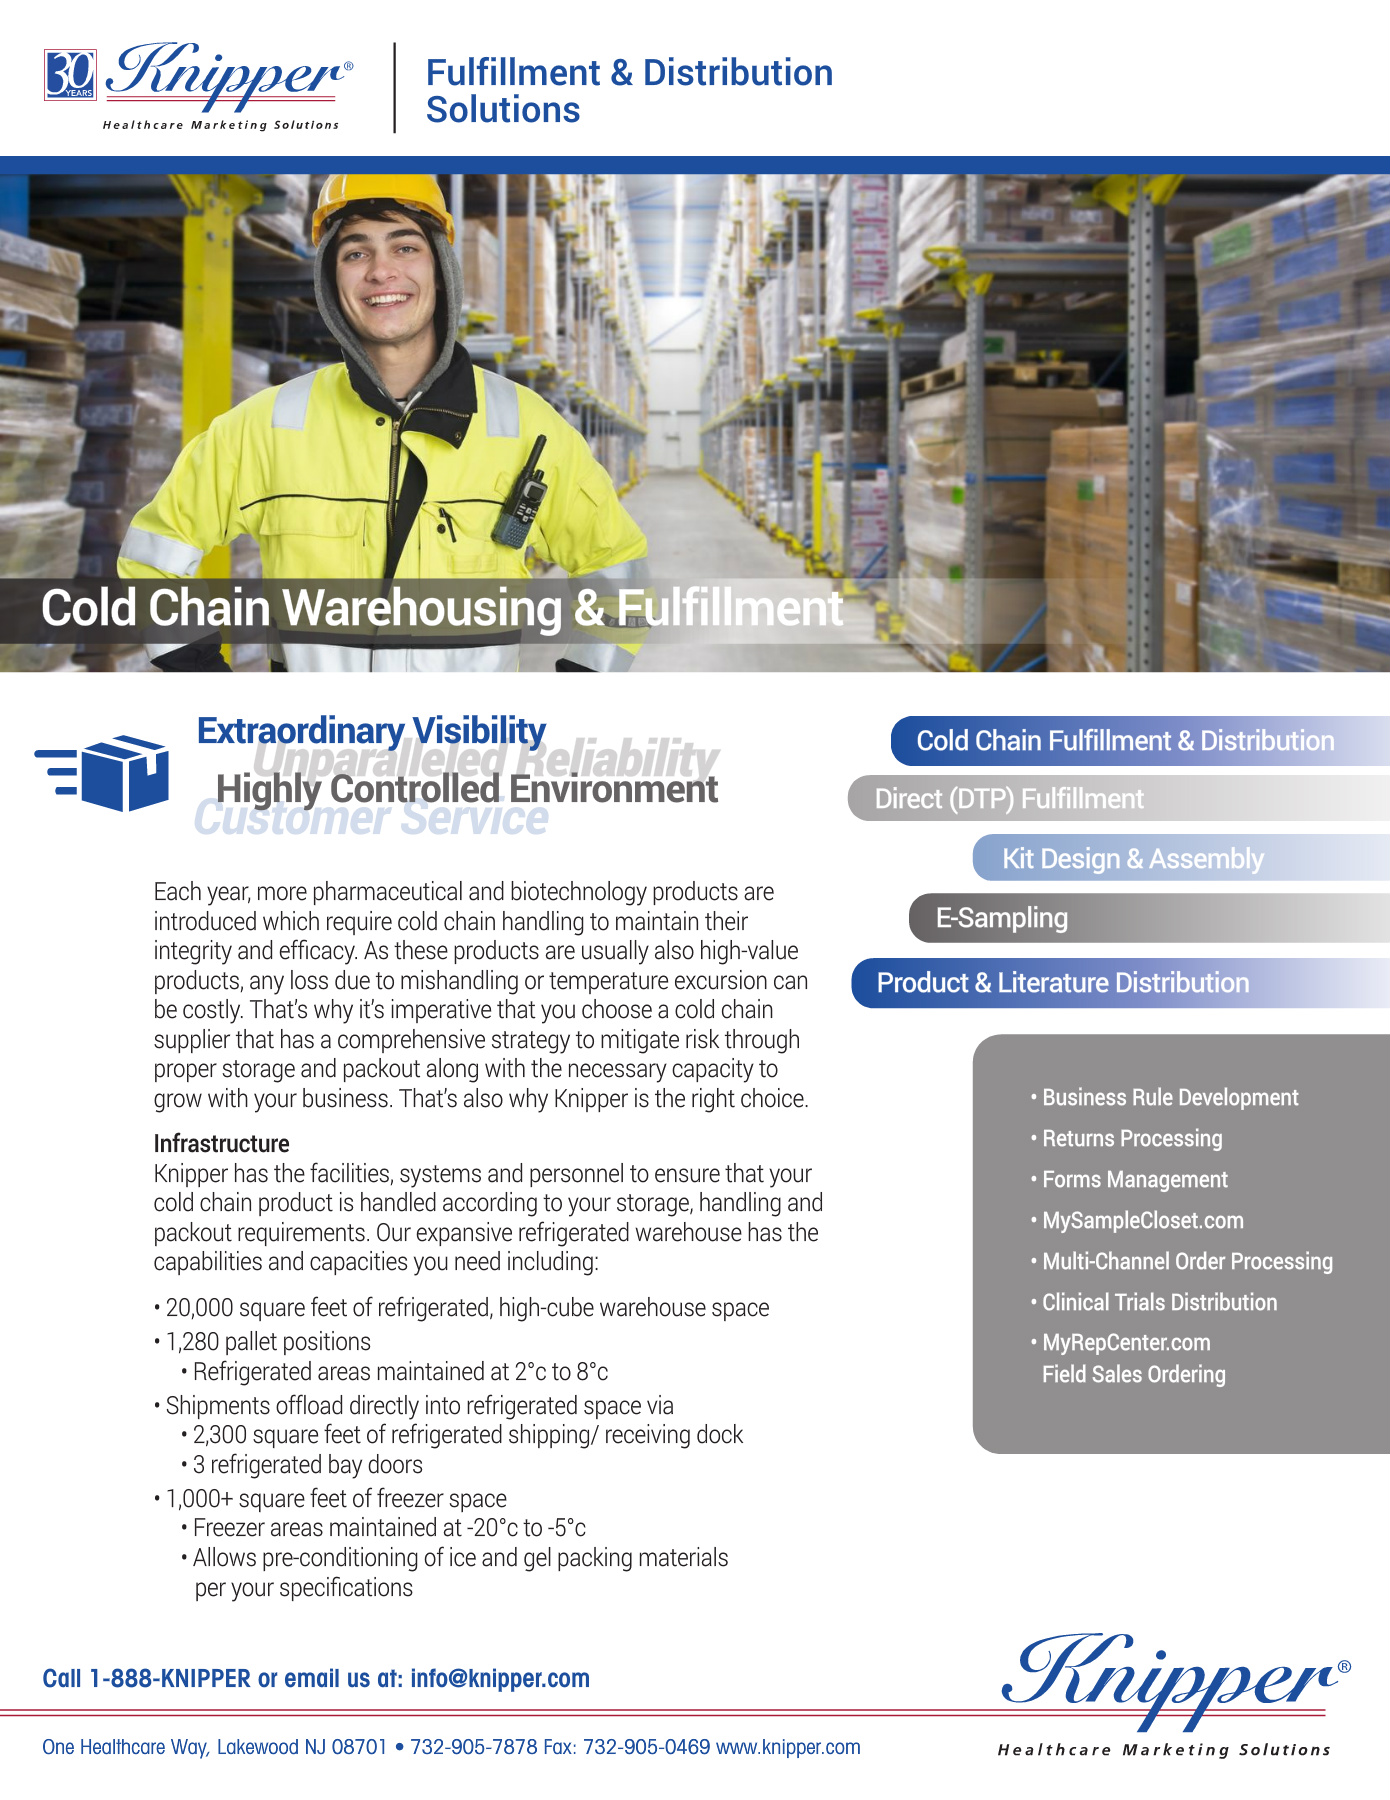 30
YEARS
Knipper®
Healthcare Marketing Solutions
Fulfillment & Distribution
Solutions
Cold Chain Warehousing & Fulfillment
Extraordinary Visibility
Unparalleled Reliability
Highly Controlled Environment
Customer Service
Each year, more pharmaceutical and biotechnology products are
introduced which require cold chain handling to maintain their
integrity and efficacy. As these products are usually also high-value
products, any loss due to mishandling or temperature excursion can
be costly. That’s why it’s imperative that you choose a cold chain
supplier that has a comprehensive strategy to mitigate risk through
proper storage and packout along with the necessary capacity to
grow with your business. That’s also why Knipper is the right choice.
Infrastructure
Knipper has the facilities, systems and personnel to ensure that your
cold chain product is handled according to your storage, handling and
packout requirements. Our expansive refrigerated warehouse has the
capabilities and capacities you need including:
• 20,000 square feet of refrigerated, high-cube warehouse space
• 1,280 pallet positions
• Refrigerated areas maintained at 2°c to 8°c
• Shipments offload directly into refrigerated space via
• 2,300 square feet of refrigerated shipping/ receiving dock
• 3 refrigerated bay doors
• 1,000+ square feet of freezer space
• Freezer areas maintained at -20°c to -5°c
• Allows pre-conditioning of ice and gel packing materials
per your specifications
Cold Chain Fulfillment & Distribution
Direct (DTP) Fulfillment
Kit Design & Assembly
E-Sampling
Product & Literature Distribution
• Business Rule Development
• Returns Processing
• Forms Management
• MySampleCloset.com
• Multi-Channel Order Processing
• Clinical Trials Distribution
• MyRepCenter.com
Field Sales Ordering
Call 1-888-KNIPPER or email us at: info@knipper.com
One Healthcare Way, Lakewood NJ 08701 • 732-905-7878 Fax: 732-905-0469 www.knipper.com
Knipper®
Healthcare Marketing Solutions